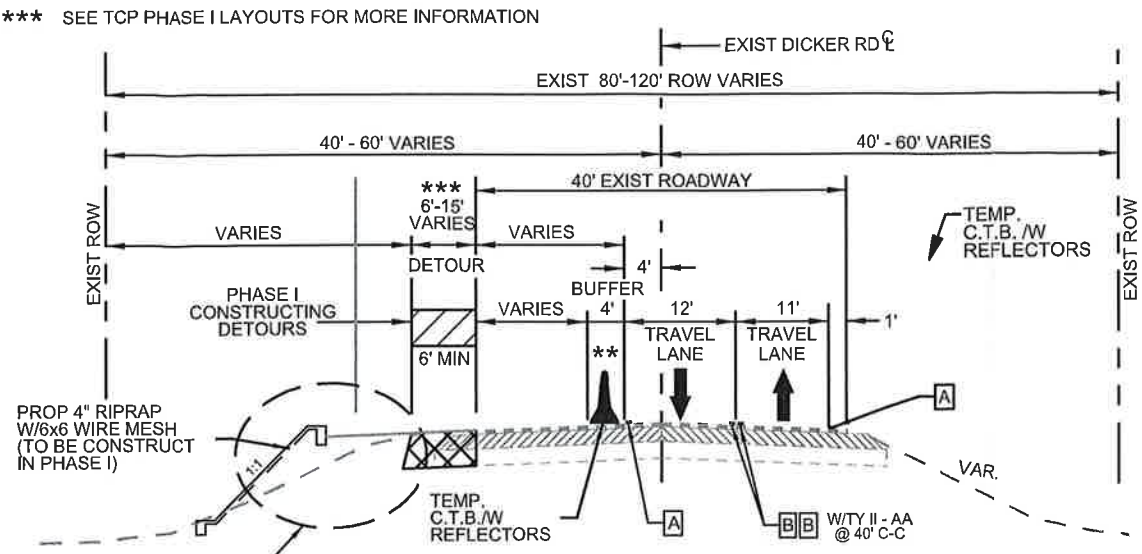 *** SEE TCP PHASE I LAYOUTS FOR MORE INFORMATION
EXIST DICKER RD ℄
EXIST 80'-120' ROW VARIES
40' - 60' VARIES
40' - 60' VARIES
***
6'-15'
VARIES
40' EXIST ROADWAY
VARIES
VARIES
DETOUR
4'
BUFFER
EXIST ROW
TEMP.
C.T.B. /W
REFLECTORS
EXIST ROW
PHASE I
CONSTRUCTING
DETOURS
VARIES
4'
12'
11'
1'
TRAVEL
LANE
TRAVEL
LANE
6' MIN
**
A
PROP 4" RIPRAP
W/6x6 WIRE MESH
(TO BE CONSTRUCT
IN PHASE I)
1:1
VAR.
TEMP.
C.T.B./W
REFLECTORS
A
B B
W/TY II - AA
@ 40' C-C